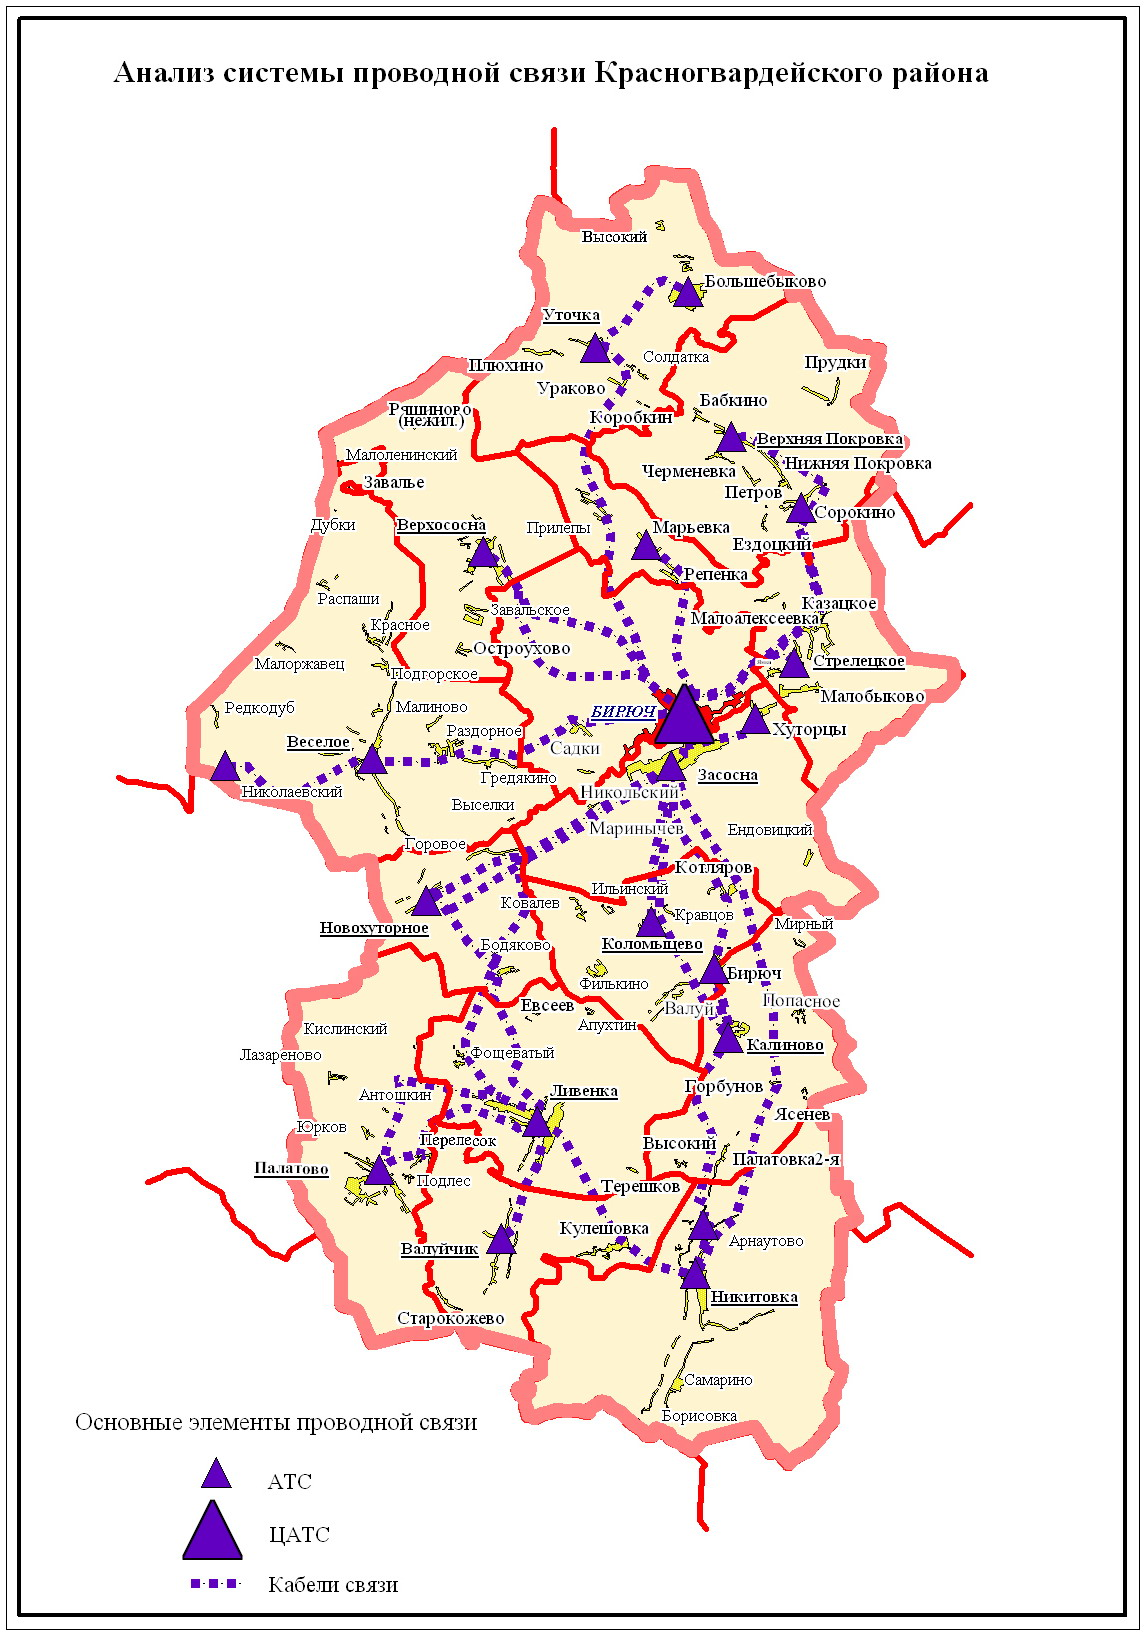 Анализ системы проводной связи Красногвардейского района
Высокий
Большебыково
Уточка
Солдатка
Плюхино
Прудки
Ураково
Бабкино
Ряшиново
(нежил.)
Коробкин
Верхняя Покровка
Малоленинский
Нижняя Покровка
Черменевка
Завалье
Петров
Сорокино
Дубки
Верхососна
Прилепы
Марьевка
Ездоцкий
Репенка
Распаши
Завальское
Казацкое
Малоалексеевка
Красное
Остроухово
Малоржавец
Стрелецкое
Подгорское
Малобыково
Редкодуб
Малиново
БИРЮЧ
Раздорное
Хуторцы
Веселое
Садки
Засосна
Гредякино
Николаевский
Никольский
Выселки
Маринычев
Ендовицкий
Горовое
Котляров
Ильинский
Ковалев
Кравцов
Новохуторное
Мирный
Коломыцево
Бодяково
Бирюч
Филькино
Попасное
Евсеев
Валуй
Кислинский
Апухтин
Калиново
Лазареново
Фощеватый
Горбунов
Антошкин
Ливенка
Ясенев
Юрков
Перелесок
Высокий
Палатовка2-я
Палатово
Подлес
Терешков
Кулешовка
Арнаутово
Валуйчик
Никитовка
Старокожево
Самарино
Борисовка
Основные элементы проводной связи
АТС
ЦАТС
Кабели связи